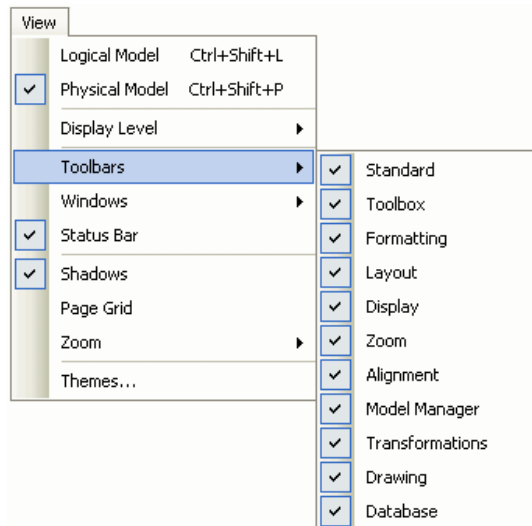 View
Logical Model Ctrl+Shift+L
Physical Model Ctrl+Shift+P
Display Level
Toolbars
Windows
Status Bar
Shadows
Page Grid
Zoom
Themes...
Standard
Toolbox
Formatting
Layout
Display
Zoom
Alignment
Model Manager
Transformations
Drawing
Database